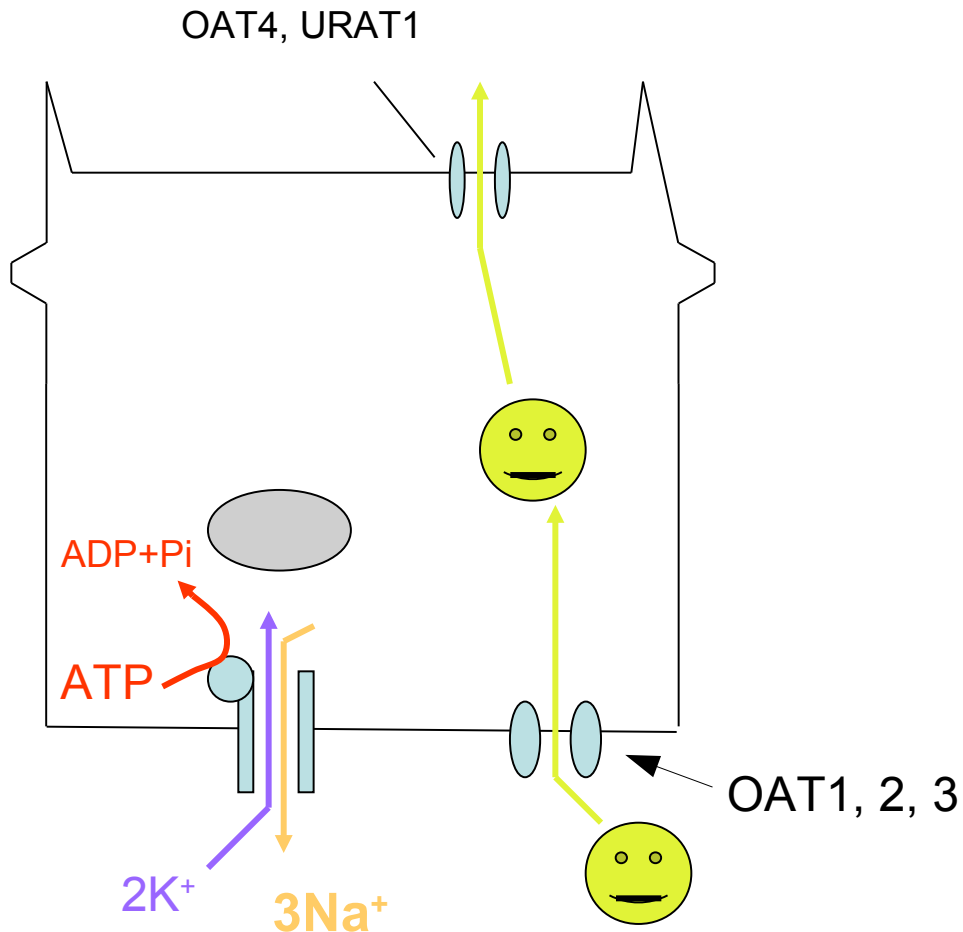 OAT4, URAT1
ADP+Pi
ATP
OAT1, 2, 3
2K⁺
3Na⁺